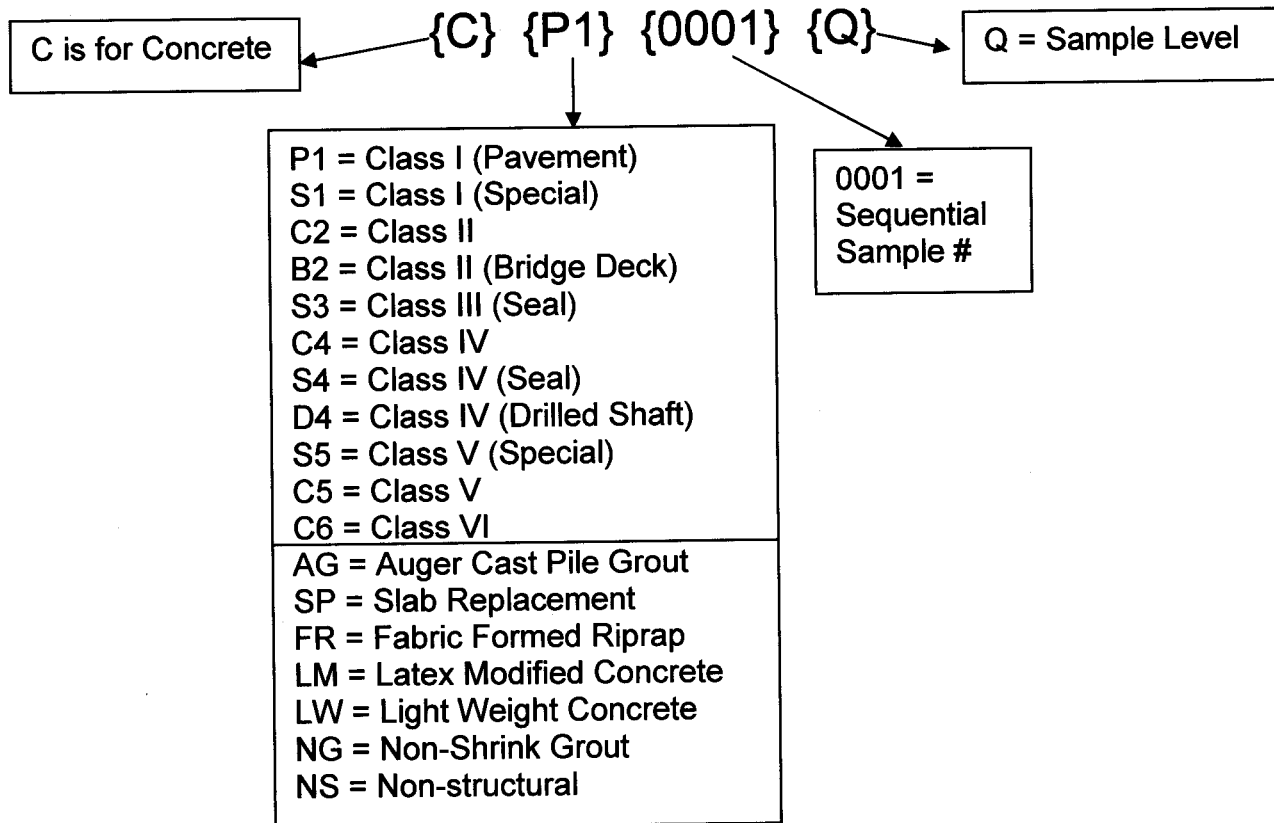 {C} {P1} {0001} {Q}
C is for Concrete
Q = Sample Level
P1 = Class I (Pavement)
S1 = Class I (Special)
C2 = Class II
B2 = Class II (Bridge Deck)
S3 = Class III (Seal)
C4 = Class IV
S4 = Class IV (Seal)
D4 = Class IV (Drilled Shaft)
S5 = Class V (Special)
C5 = Class V
C6 = Class VI
AG = Auger Cast Pile Grout
SP = Slab Replacement
FR = Fabric Formed Riprap
LM = Latex Modified Concrete
LW = Light Weight Concrete
NG = Non-Shrink Grout
NS = Non-structural
0001 =
Sequential
Sample #